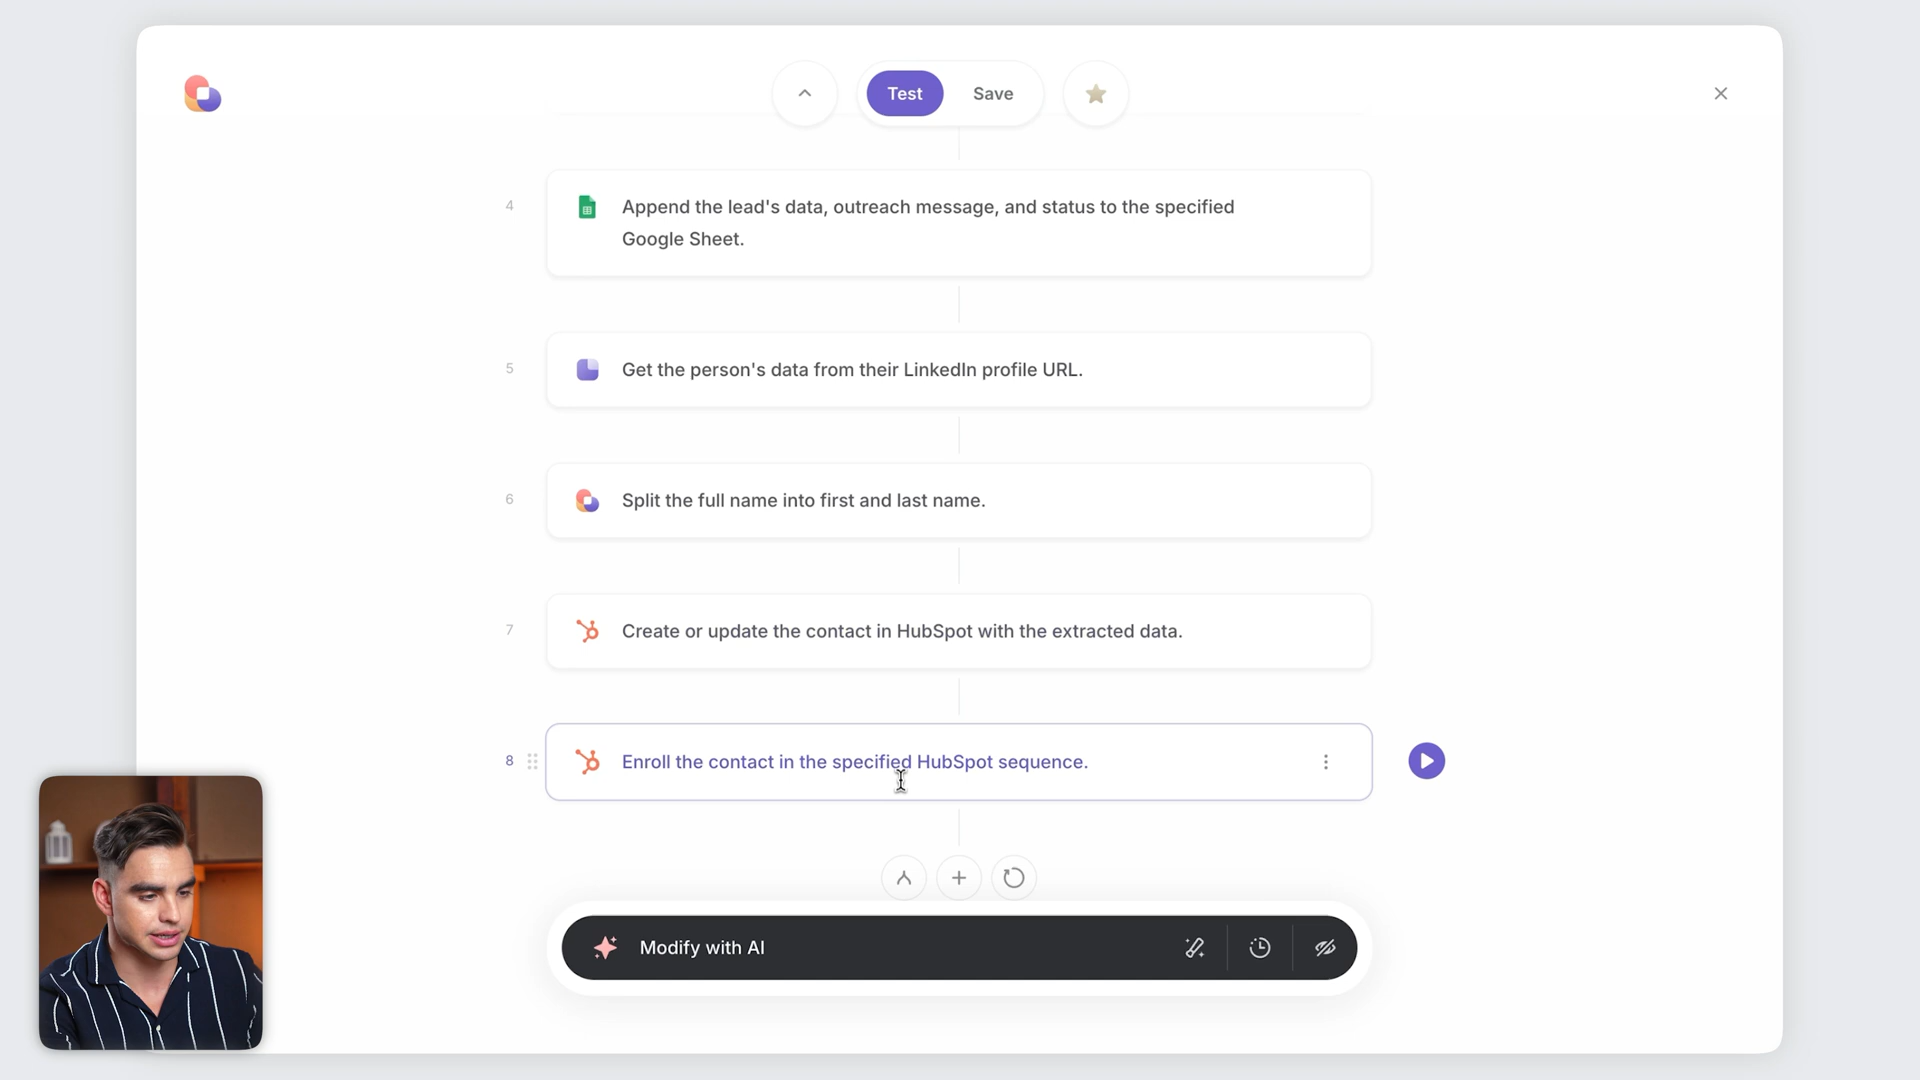 Test
Save
4
Append the lead's data, outreach message, and status to the specified
Google Sheet.
5
Get the person's data from their LinkedIn profile URL.
6
Split the full name into first and last name.
7
Create or update the contact in HubSpot with the extracted data.
8
Enroll the contact in the specified HubSpot sequence.
Modify with AI